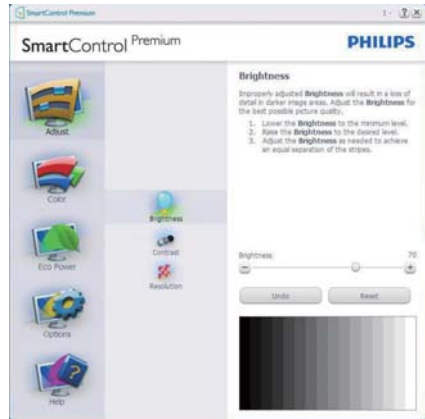 SmartControl Premium
SmartControl Premium
PHILIPS
Adjust
Color
Eco Power
Options
Help
Brightness
Contrast
Resolution
Brightness
Improperly adjusted Brightness will result in a loss of
detail in darker image areas. Adjust the Brightness for
the best possible picture quality.
1. Lower the Brightness to the minimum level.
2. Raise the Brightness to the desired level.
3. Adjust the Brightness as needed to achieve
an equal separation of the stripes.
Brightness: 70
Undo Reset